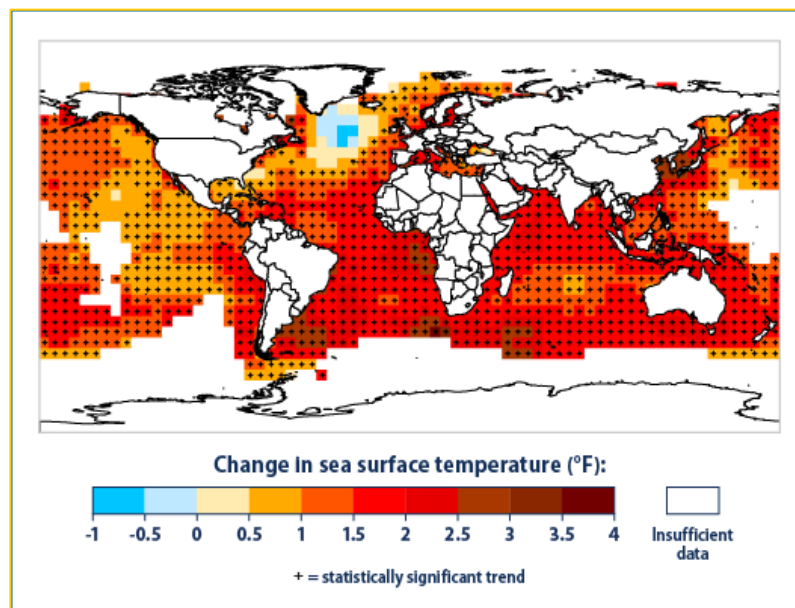 Change in sea surface temperature (°F):
-1 -0.5 0 0.5 1 1.5 2 2.5 3 3.5 4
Insufficient
data
+ = statistically significant trend